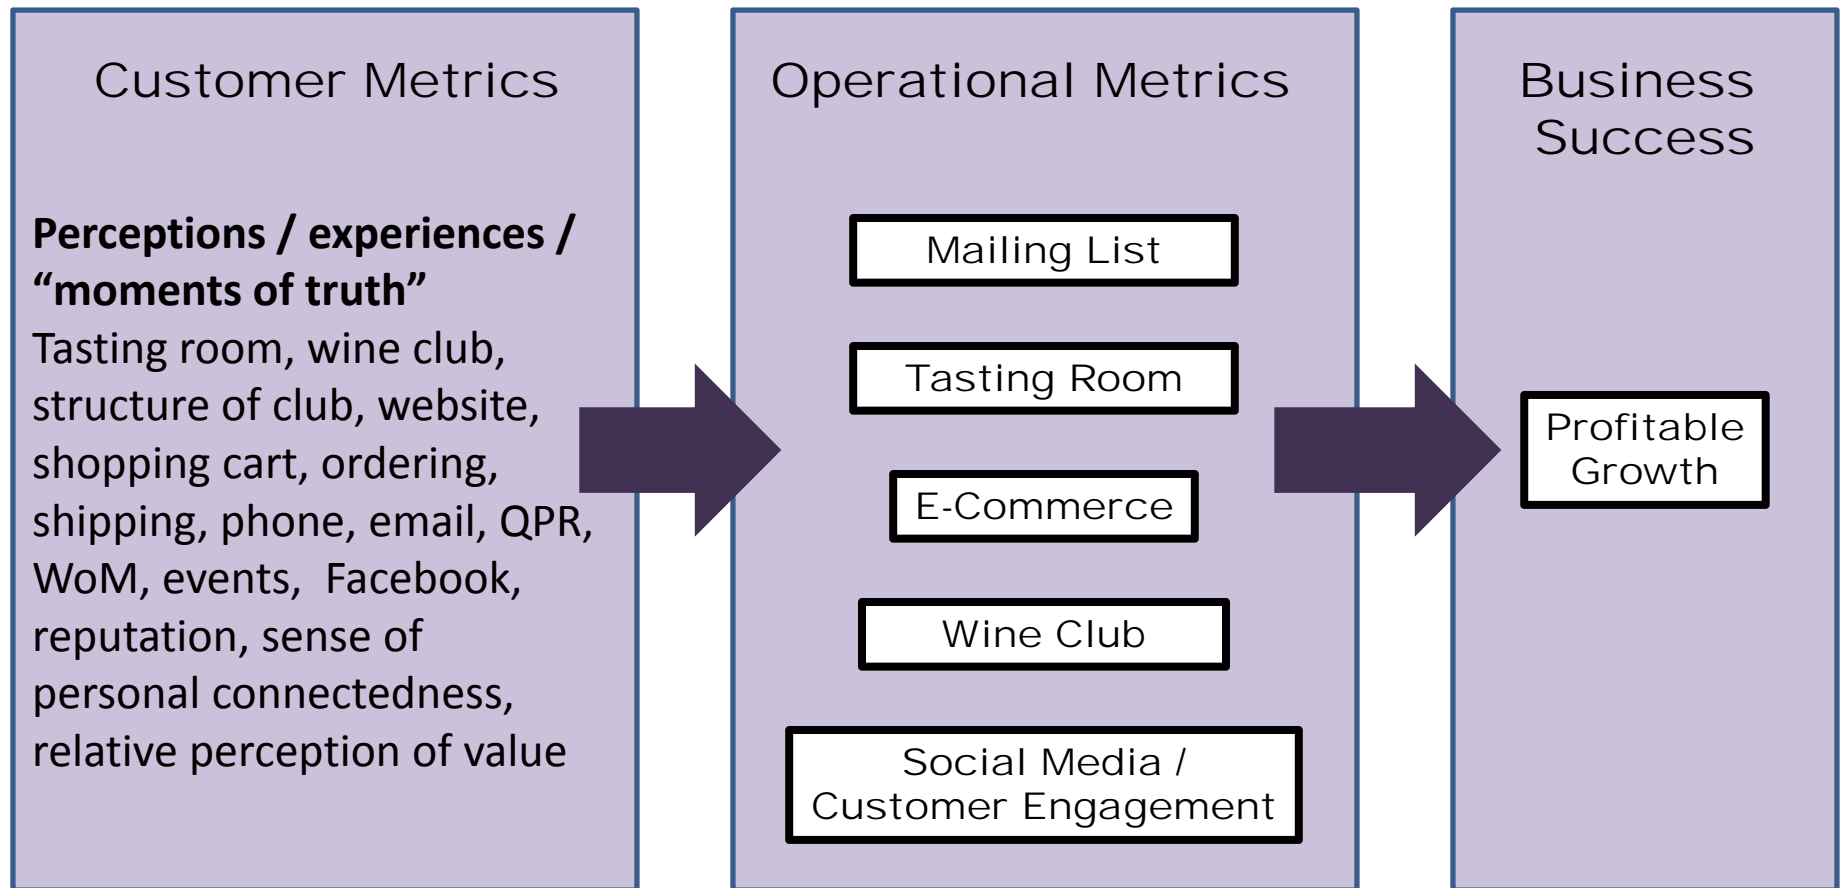 Customer Metrics
Perceptions / experiences /
“moments of truth”
Tasting room, wine club,
structure of club, website,
shopping cart, ordering,
shipping, phone, email, QPR,
WoM, events,  Facebook,
reputation, sense of
personal connectedness,
relative perception of value
Operational Metrics
Mailing List
Tasting Room
E-Commerce
Wine Club
Social Media /
Customer Engagement
Business
Success
Profitable
Growth